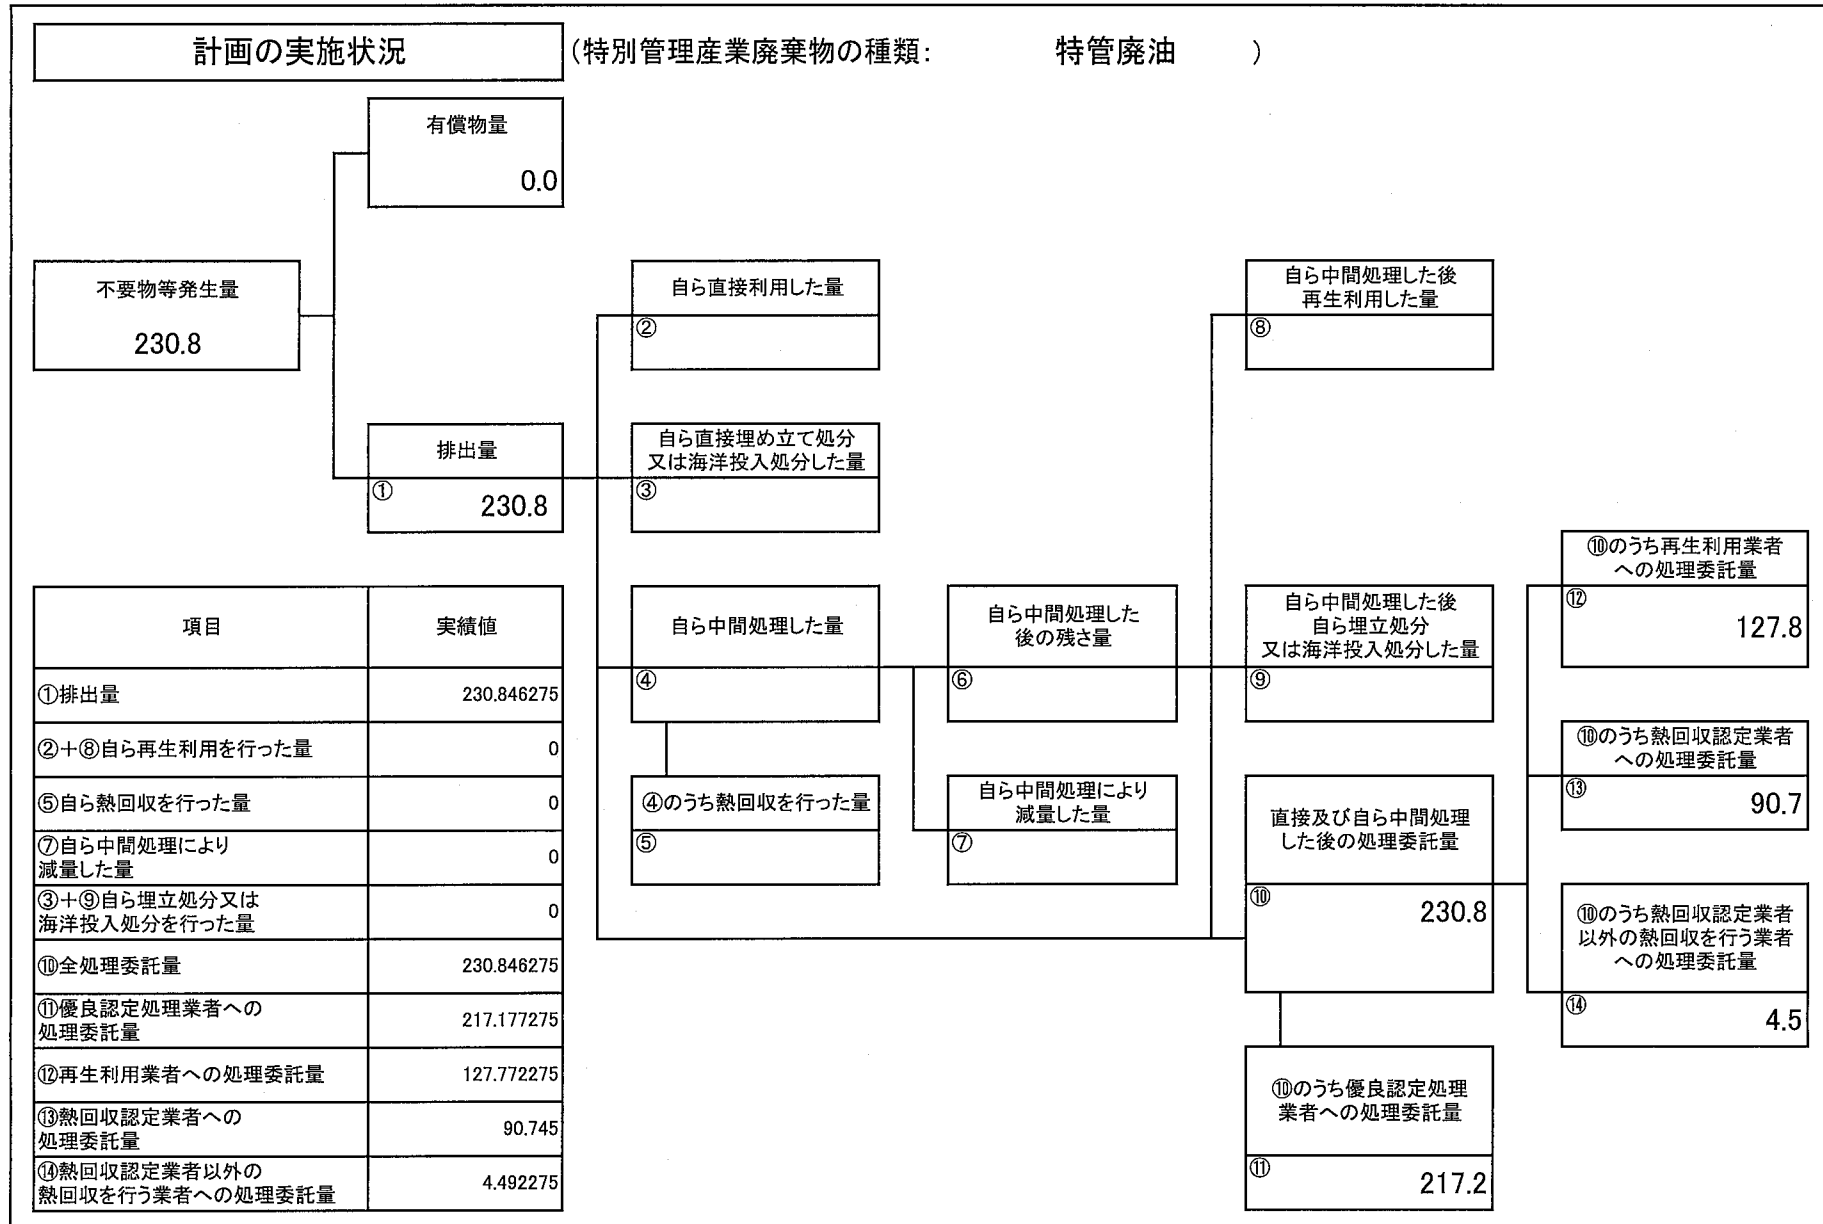 計画の実施状況
(特別管理産業廃棄物の種類: 特管廃油 )
有償物量
0.0
不要物等発生量
230.8
排出量
①
230.8
自ら直接利用した量
②
自ら直接埋め立て処分
又は海洋投入処分した量
③
自ら中間処理した量
④
④のうち熱回収を行った量
⑤
自ら中間処理した
後の残さ量
⑥
自ら中間処理により
減量した量
⑦
自ら中間処理した後
再生利用した量
⑧
自ら中間処理した後
自ら埋立処分
又は海洋投入処分した量
⑨
直接及び自ら中間処理
した後の処理委託量
⑩
230.8
⑩のうち優良認定処理
業者への処理委託量
⑪
217.2
⑩のうち再生利用業者
への処理委託量
⑫
127.8
⑩のうち熱回収認定業者
への処理委託量
⑬
90.7
⑩のうち熱回収認定業者
以外の熱回収を行う業者
への処理委託量
⑭
4.5
項目 実績値
①排出量 230.846275
②+⑧自ら再生利用を行った量 0
⑤自ら熱回収を行った量 0
⑦自ら中間処理により
減量した量 0
③+⑨自ら埋立処分又は
海洋投入処分を行った量 0
⑩全処理委託量 230.846275
⑪優良認定処理業者への
処理委託量 217.177275
⑫再生利用業者への処理委託量 127.772275
⑬熱回収認定業者への
処理委託量 90.745
⑭熱回収認定業者以外の
熱回収を行う業者への処理委託量 4.492275